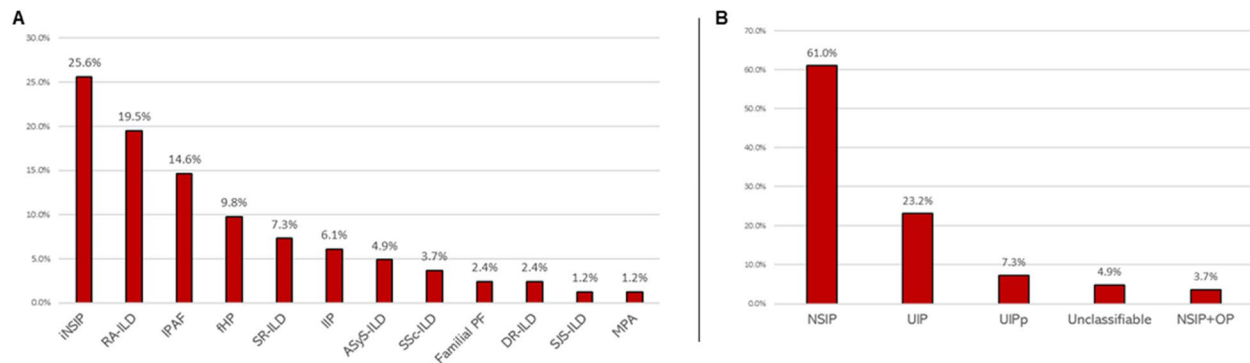 A
30.0%
25.0%
20.0%
15.0%
10.0%
5.0%
0.0%
25.6%
19.5%
14.6%
9.8%
7.3%
6.1%
4.9%
3.7%
2.4%
2.4%
1.2%
1.2%
iNSIP
RA-ILD
IPAF
fHP
SR-ILD
IIP
ASyS-ILD
SSc-ILD
Familial PF
DR-ILD
SJS-ILD
MPA
B
70.0%
60.0%
50.0%
40.0%
30.0%
20.0%
10.0%
0.0%
61.0%
23.2%
7.3%
4.9%
3.7%
NSIP
UIP
UIPp
Unclassifiable
NSIP+OP